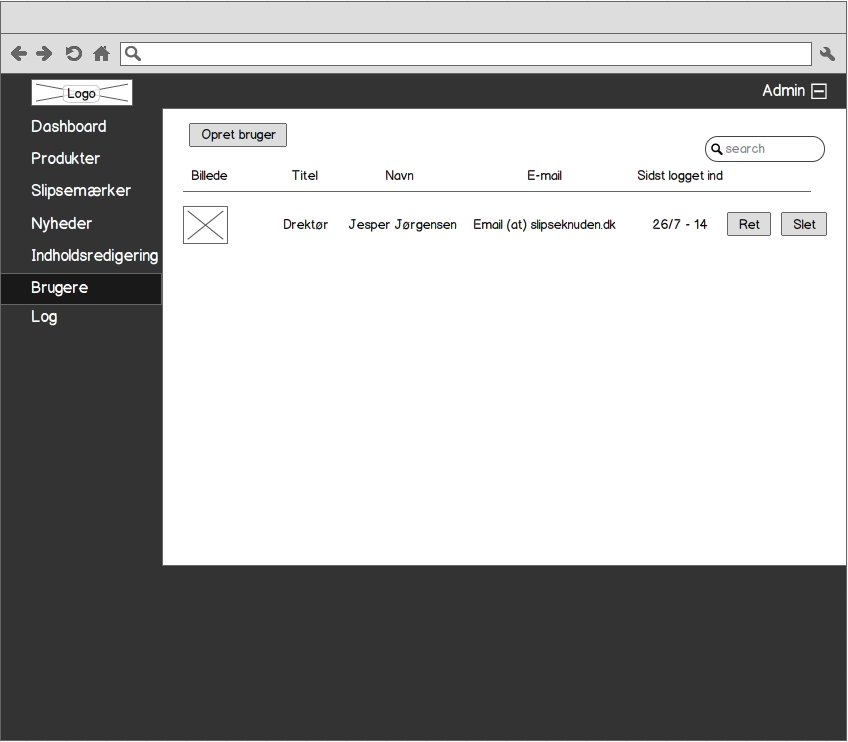 Logo
Admin
Dashboard
Produkter
Slipsemærker
Nyheder
Indholdsredigering
Brugere
Log
Opret bruger
search
Billede Titel Navn E-mail Sidst logget ind
Drektør Jesper Jørgensen Email (at) slipseknuden.dk 26/7 - 14 Ret Slet